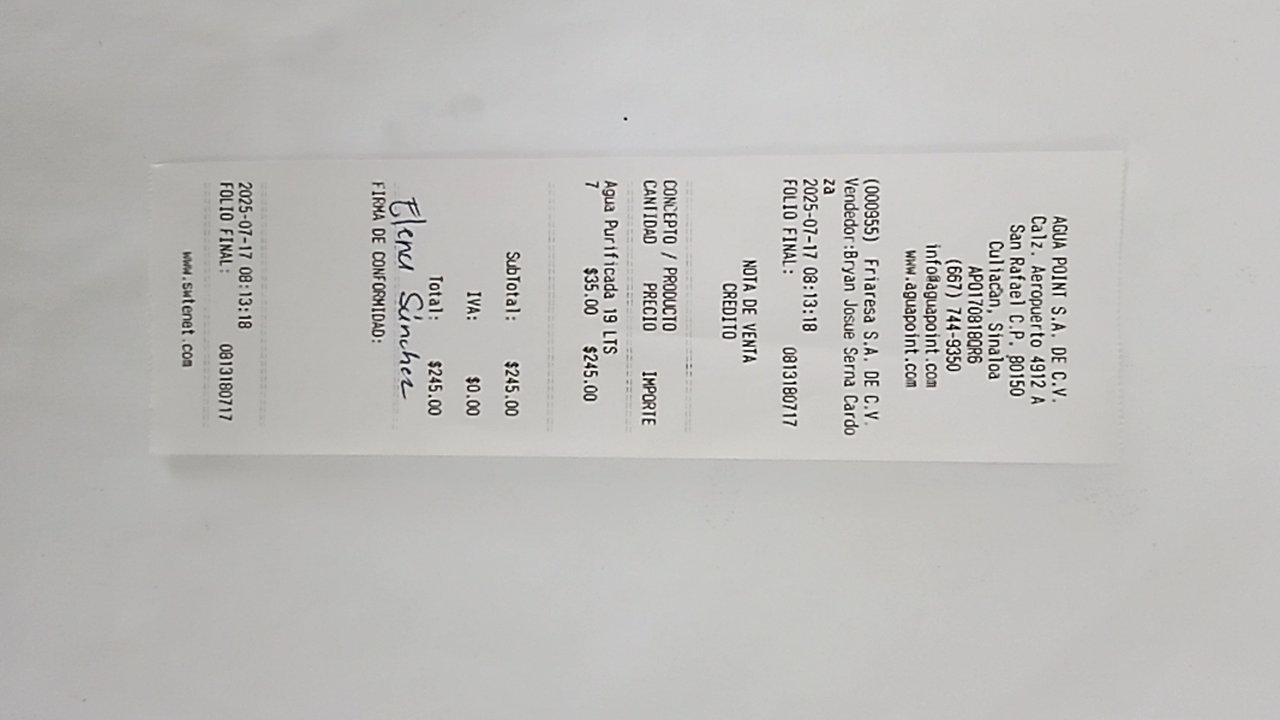 AGUA POINT S.A. DE C.V.
Calz. Aeropuerto 4912 A
San Rafael C.P. 80150
Culiacan, Sinaloa
APO170818QR6
(667) 744-9350
info@aguapoint.com
www.aguapoint.com
(000955) Friaresa S.A. DE C.V.
Vendedor:Bryan Josue Serna Cardo
za
2025-07-17 08:13:18
FOLIO FINAL: 0813180717
NOTA DE VENTA
CREDITO
CONCEPTO / PRODUCTO
CANTIDAD PRECIO IMPORTE
Agua Purificada 19 LTS
7 $35.00 $245.00
SubTotal: $245.00
IVA: $0.00
Total: $245.00
Elena Sánchez
FIRMA DE CONFORMIDAD:
2025-07-17 08:13:18
FOLIO FINAL: 0813180717
www.swtenet.com